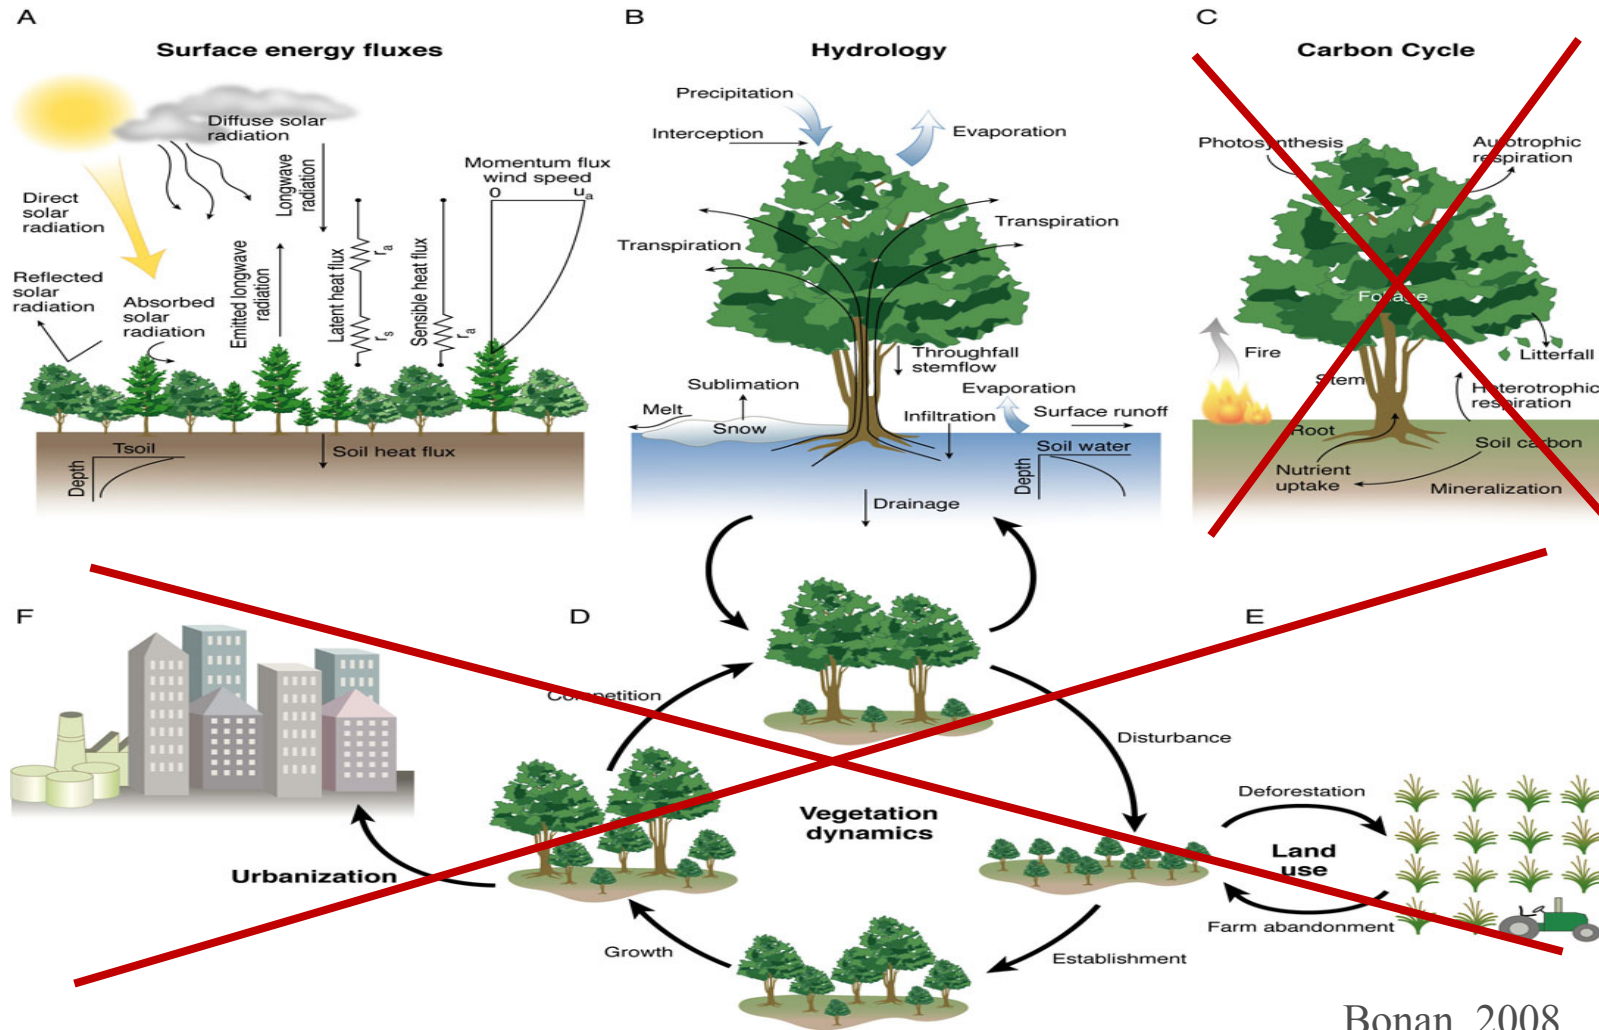 A
Surface energy fluxes
Diffuse solar
radiation
Longwave
radiation
Momentum flux
wind speed
0
u a
Direct
solar
radiation
Reflected
solar
radiation
Absorbed
solar
radiation
Emitted longwave
radiation
Latent heat flux
r a
r s
Sensible heat flux
r a
Tsoil
Depth
Soil heat flux
B
Hydrology
Precipitation
Interception
Evaporation
Transpiration
Transpiration
Throughfall
stemflow
Sublimation
Evaporation
Melt
Snow
Infiltration
Surface runoff
Soil water
Depth
Drainage
C
Carbon Cycle
Photosynthesis
Autotrophic
respiration
Foliage
Fire
Litterfall
Stem
Heterotrophic
respiration
Root
Soil carbon
Nutrient
uptake
Mineralization
F
D
E
Competition
Disturbance
Vegetation
dynamics
Deforestation
Urbanization
Land
use
Farm abandonment
Growth
Establishment
Bonan, 2008